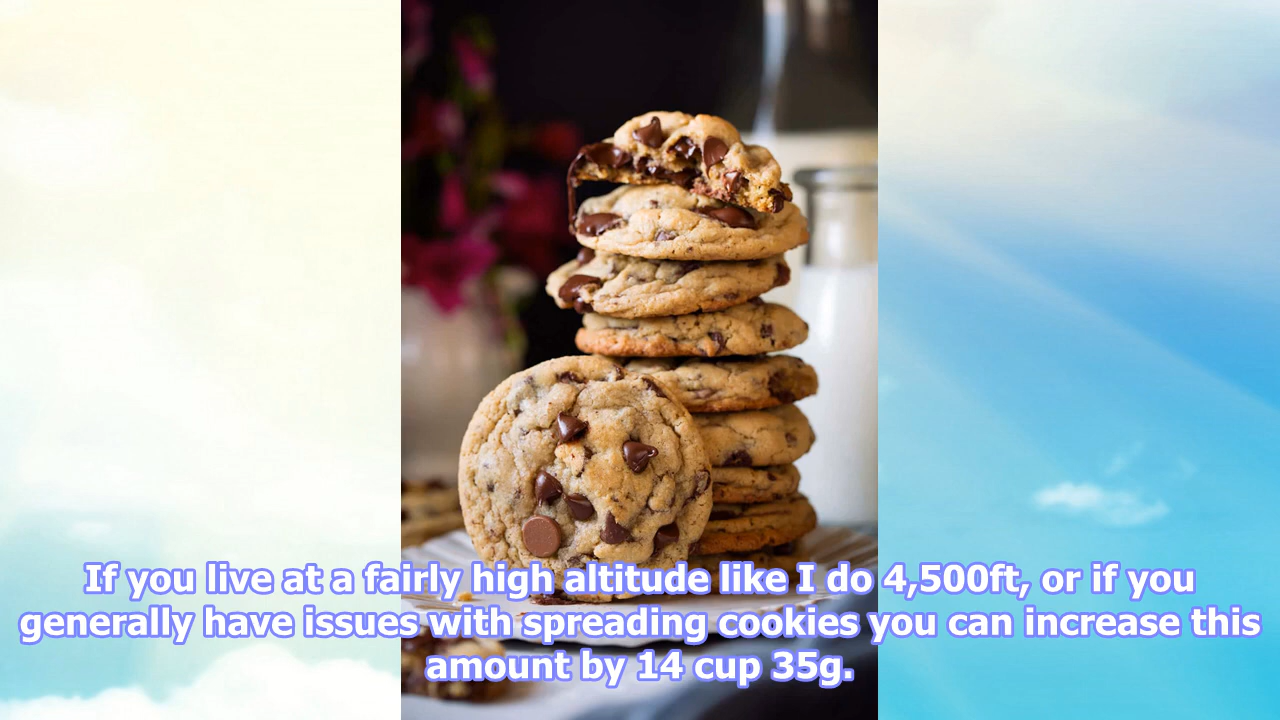 If you live at a fairly high altitude like I do 4,500ft, or if you
generally have issues with spreading cookies you can increase this
amount by 14 cup 35g.